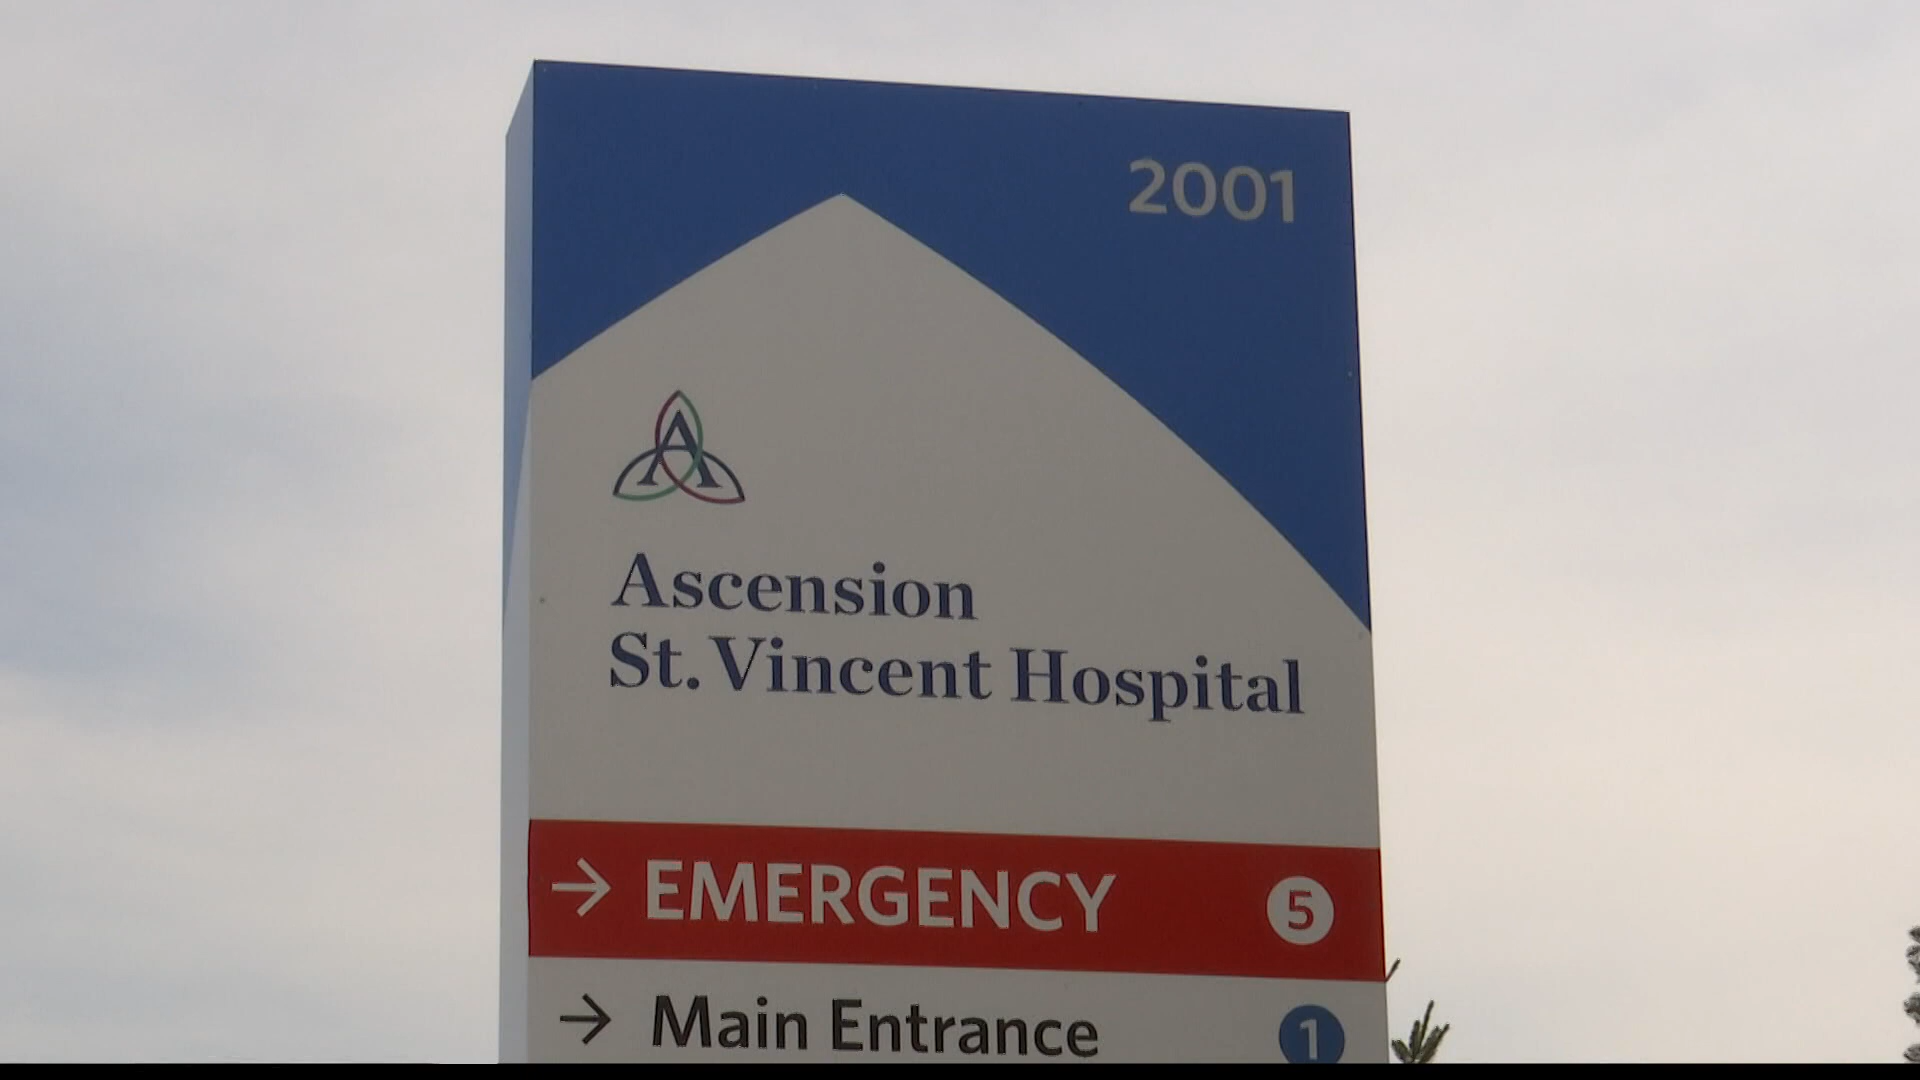 2001
A
Ascension
St. Vincent Hospital
→ EMERGENCY 5
→ Main Entrance 1